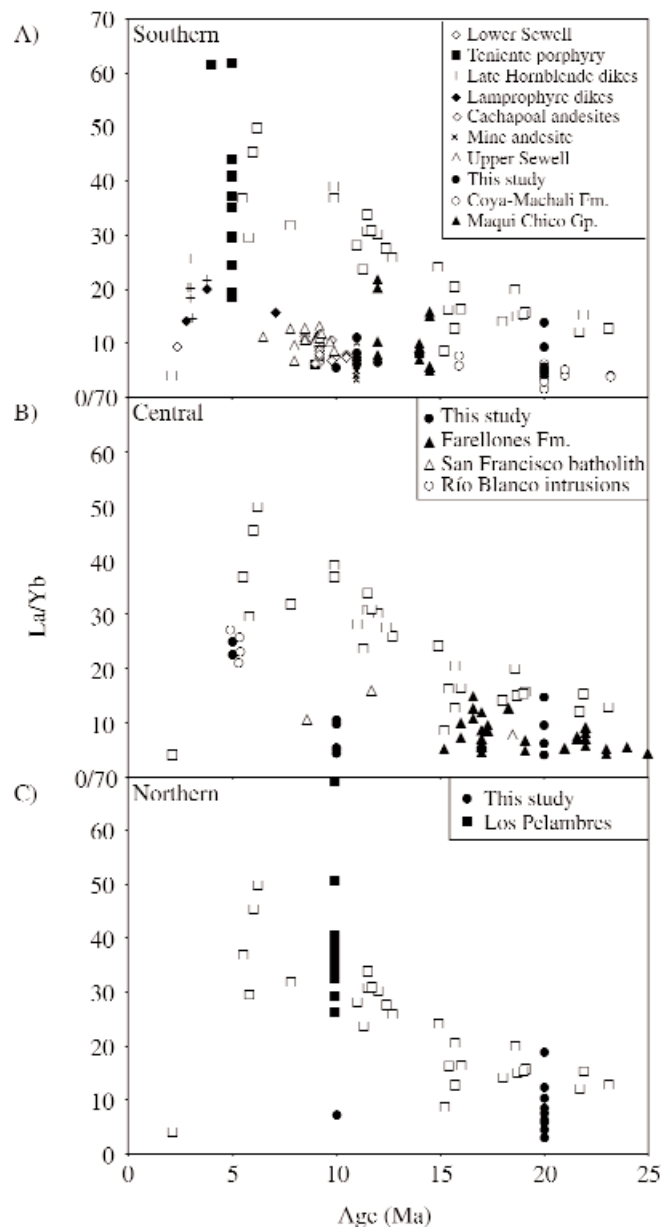 A)
Southern
70
60
50
40
30
20
10
0/70
Lower Sewell
Teniente porphyry
Late Hornblende dikes
Lamprophyre dikes
Cachapoal andesites
Mine andesite
Upper Sewell
This study
Coya-Machali Fm.
Maqui Chico Gp.
B)
Central
60
50
40
30
20
10
0/70
This study
Farellones Fm.
San Francisco batholith
Río Blanco intrusions
La/Yb
C)
Northern
60
50
40
30
20
10
0
This study
Los Pelambres
0 5 10 15 20 25
Age (Ma)